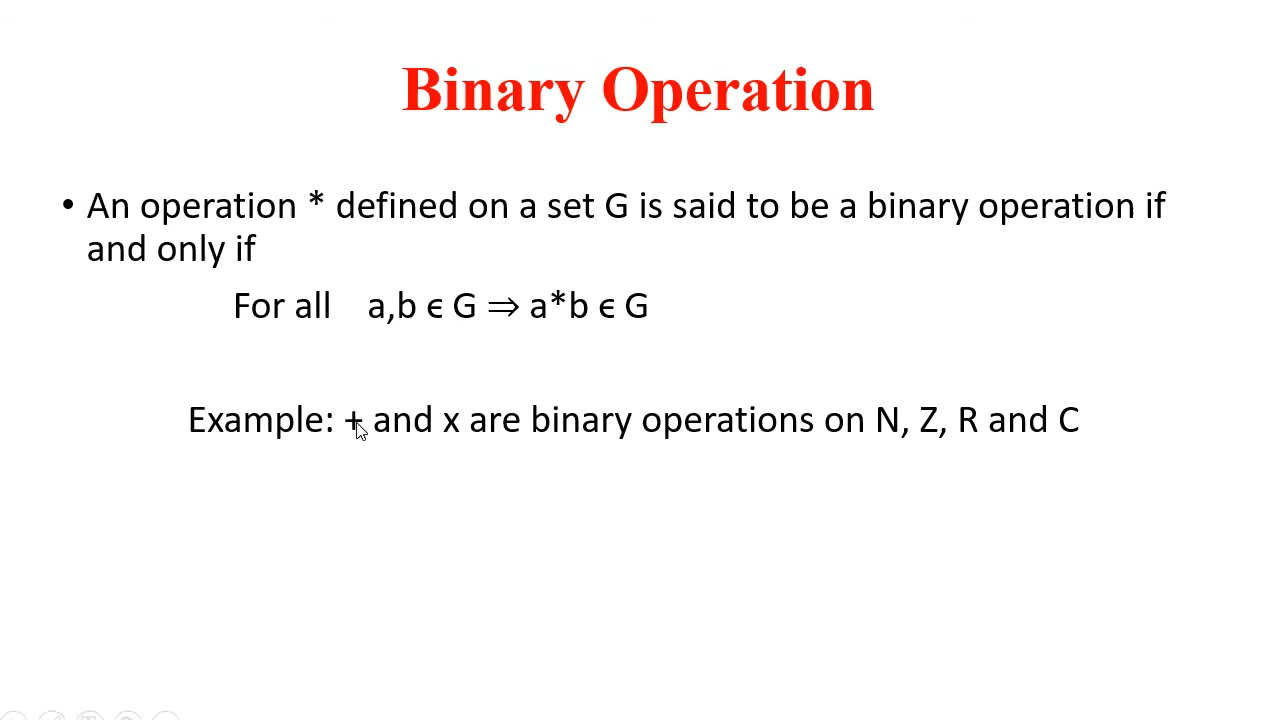 Binary Operation
• An operation * defined on a set G is said to be a binary operation if
and only if
For all a,b ϵ G ⇒ a*b ϵ G
Example: + and x are binary operations on N, Z, R and C